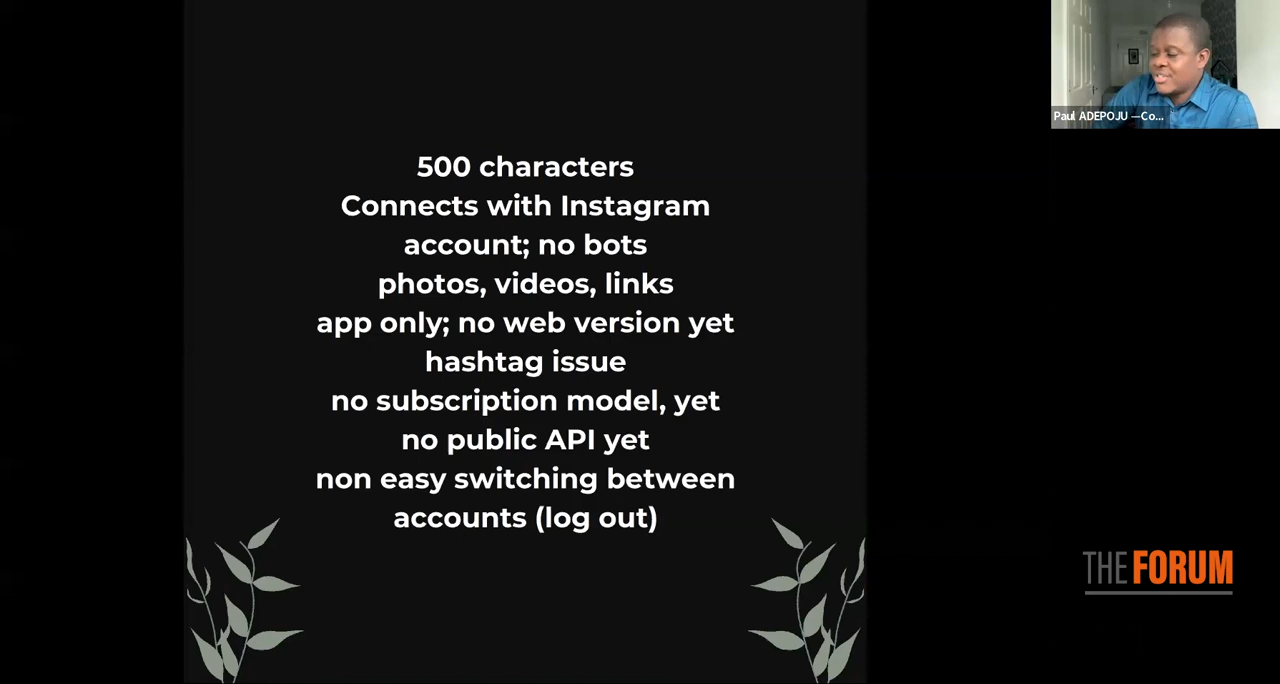 500 characters
Connects with Instagram
account; no bots
photos, videos, links
app only; no web version yet
hashtag issue
no subscription model, yet
no public API yet
non easy switching between
accounts (log out)
Paul ADEPOJU —Co...
THE FORUM